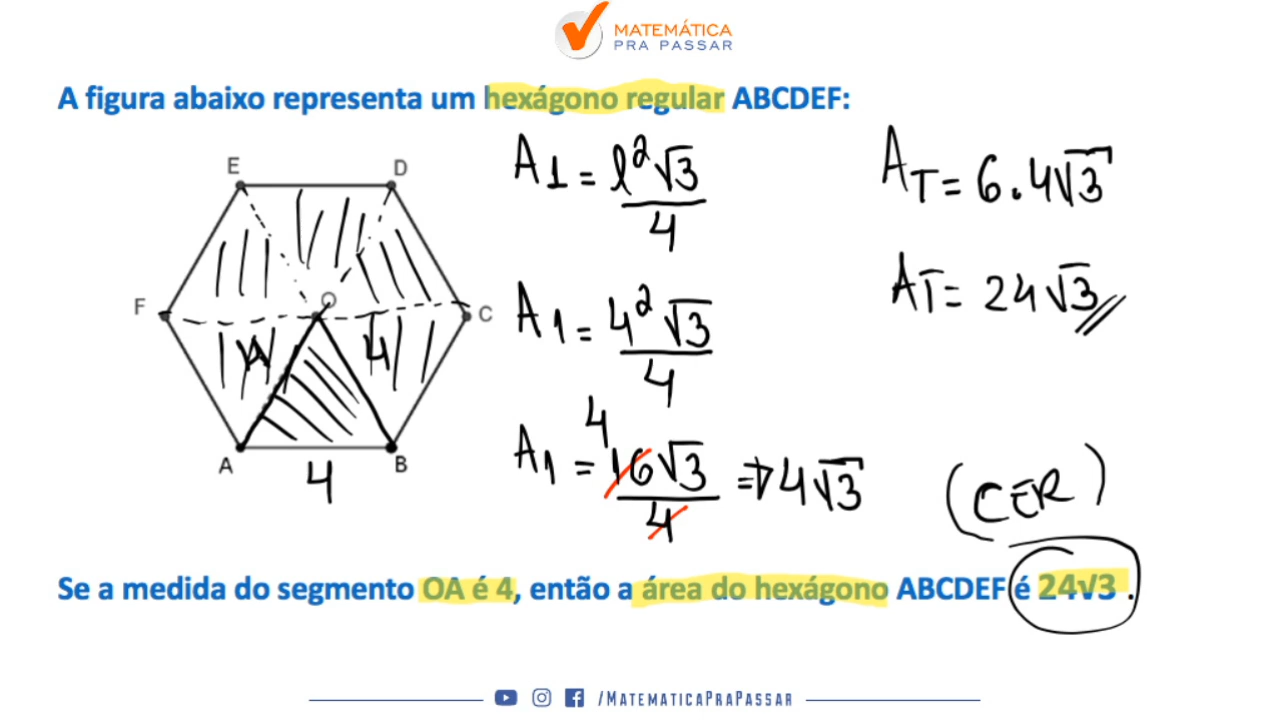 MATEMÁTICA
PRA PASSAR
A figura abaixo representa um hexágono regular ABCDEF:
E
D
F
O
C
4
4
A
B
4
A1 = l²√3/4
A1 = 4²√3/4
4
A1 = 16√3/4 => 4√3
AT = 6.4√3
AT = 24√3
(CER)
Se a medida do segmento OA é 4, então a área do hexágono ABCDEF é 24√3 .
/MATEMATICAPRAPASSAR